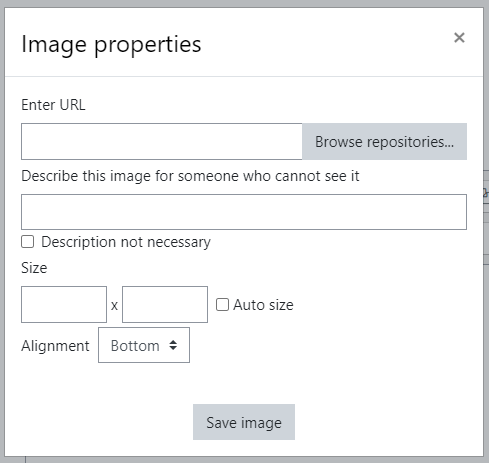 Image properties
×
Enter URL
Browse repositories...
Describe this image for someone who cannot see it
Description not necessary
Size
x Auto size
Alignment Bottom
Save image